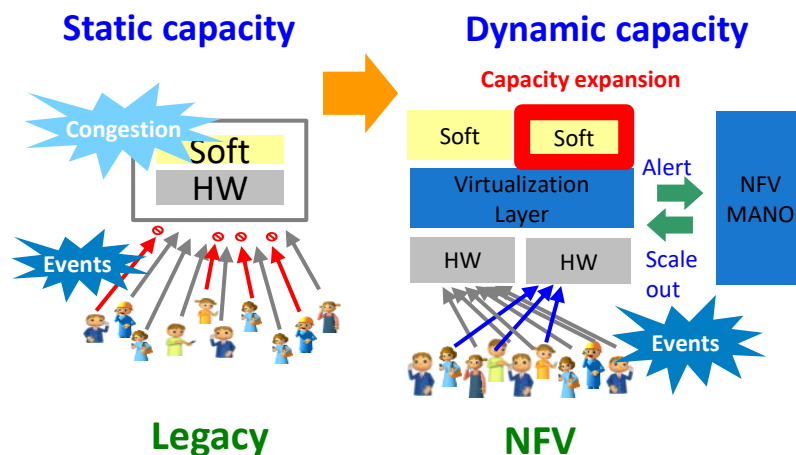 Static capacity
Congestion
Soft
HW
Events
Legacy
Dynamic capacity
Capacity expansion
Soft
Soft
Virtualization
Layer
HW
HW
Alert
Scale
out
NFV
MANO
Events
NFV